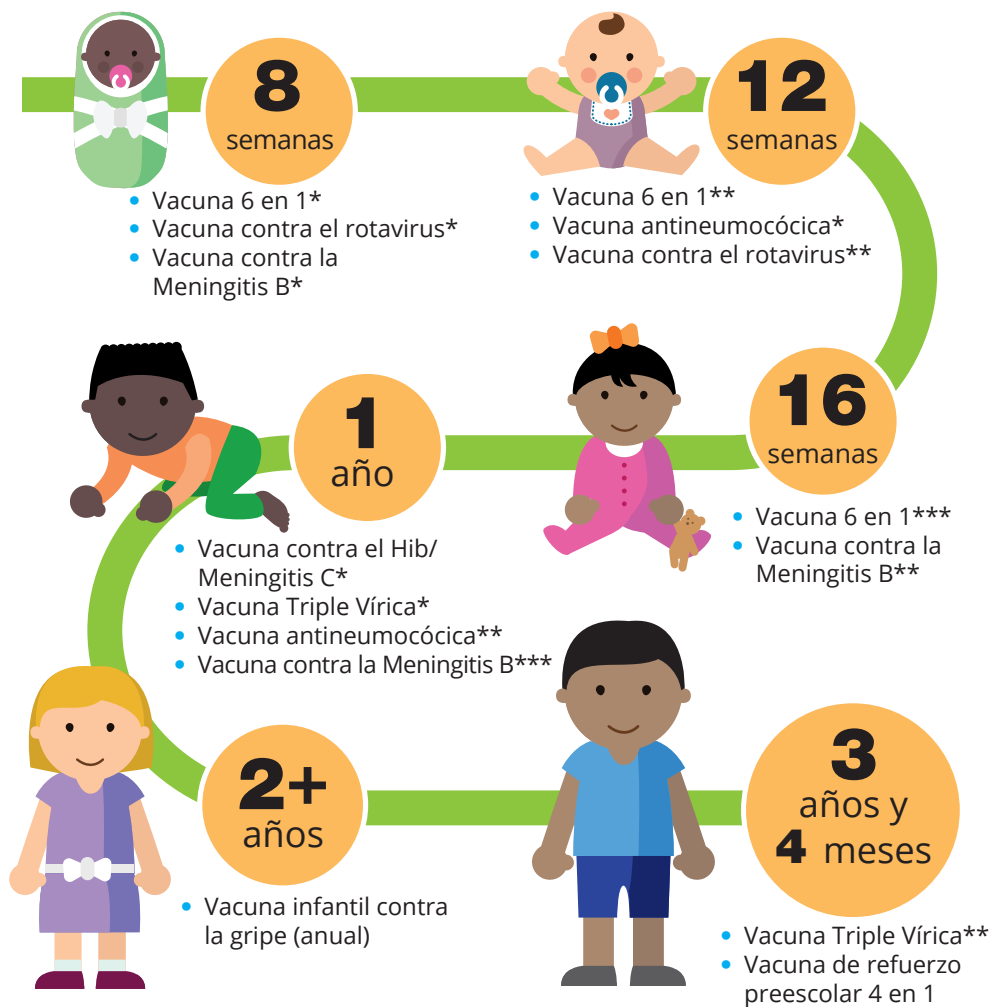 8
semanas
• Vacuna 6 en 1*
• Vacuna contra el rotavirus*
• Vacuna contra la
Meningitis B*
12
semanas
• Vacuna 6 en 1**
• Vacuna antineumocócica*
• Vacuna contra el rotavirus**
16
semanas
• Vacuna 6 en 1***
• Vacuna contra la
Meningitis B**
1
año
• Vacuna contra el Hib/
Meningitis C*
• Vacuna Triple Vírica*
• Vacuna antineumocócica**
• Vacuna contra la Meningitis B***
2+
años
• Vacuna infantil contra
la gripe (anual)
3
años y
4 meses
• Vacuna Triple Vírica**
• Vacuna de refuerzo
preescolar 4 en 1